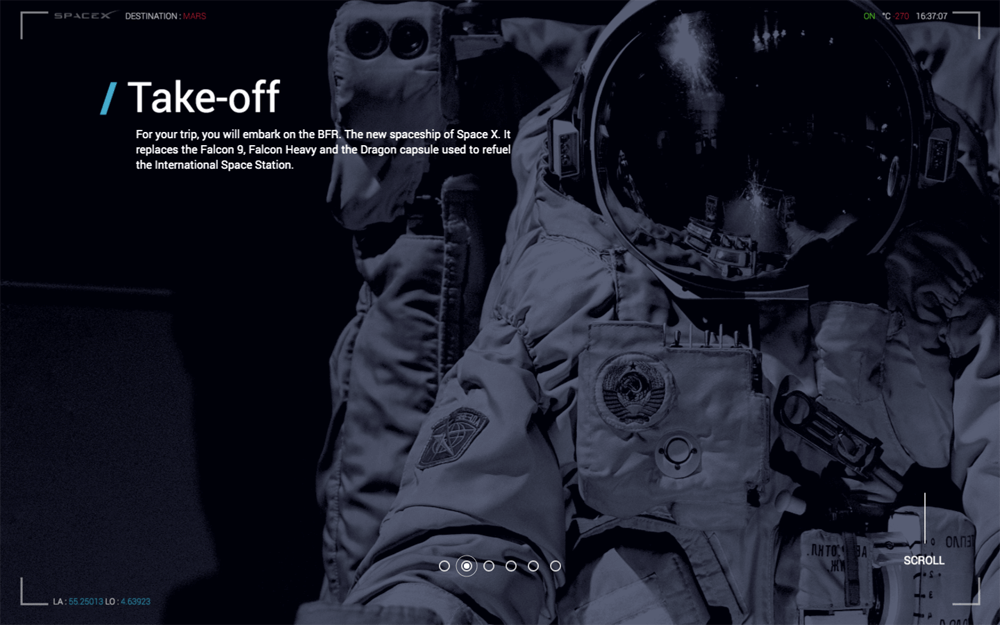 SPACEX DESTINATION : MARS
ON °C 270 16:37:07
Take-off
For your trip, you will embark on the BFR. The new spaceship of Space X. It
replaces the Falcon 9, Falcon Heavy and the Dragon capsule used to refuel
the International Space Station.
SCROLL
LA : 55.25013 LO : 4.63923